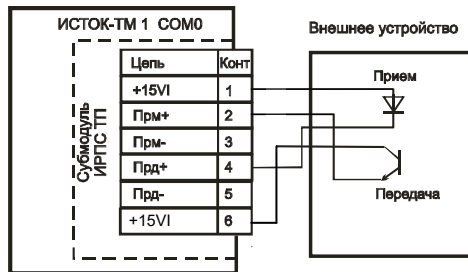 ИСТОК-ТМ 1 COM0
Внешнее устройство
Субмодуль
ИРПС ТП
Цепь Конт
+15VI 1
Прм+ 2
Прм- 3
Прд+ 4
Прд- 5
+15VI 6
Прием
Передача